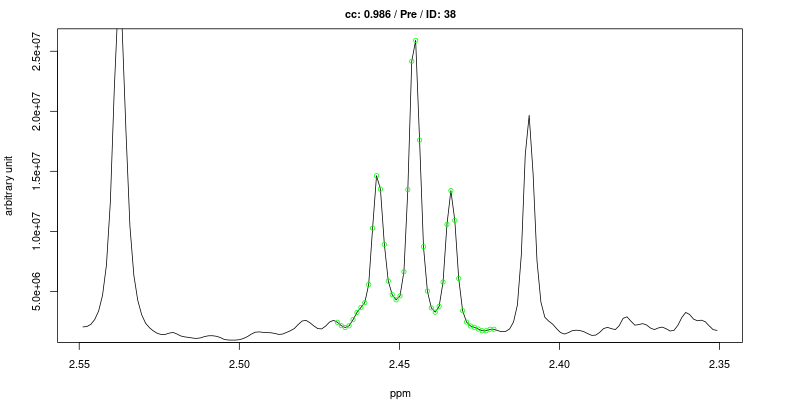 cc: 0.986 / Pre / ID: 38
arbitrary unit
2.5e+07
2.0e+07
1.5e+07
1.0e+07
5.0e+06
2.55 2.50 2.45 2.40 2.35
ppm